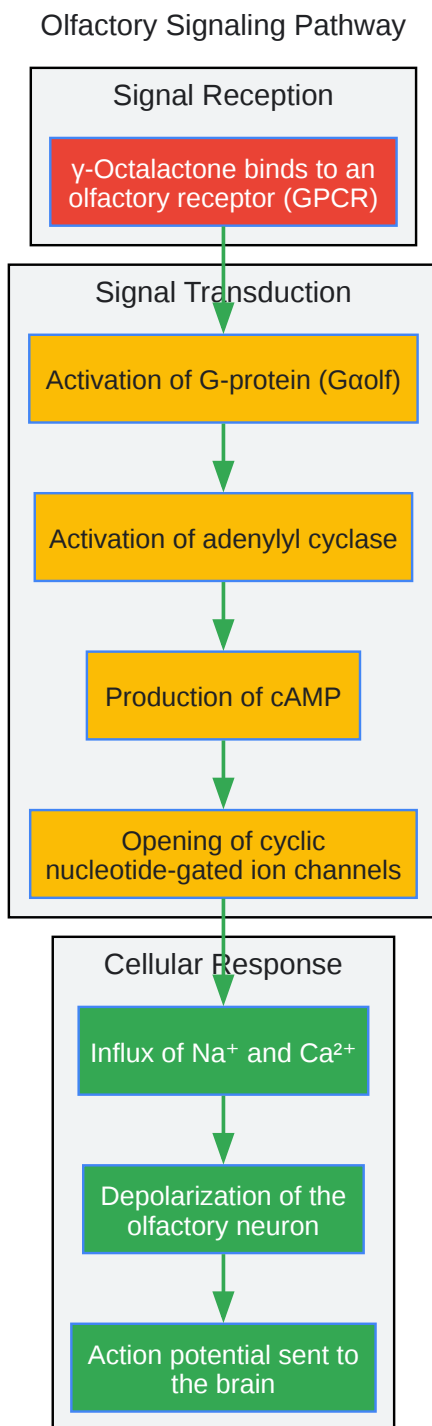 Olfactory Signaling Pathway
Signal Reception
γ-Octalactone binds to an
olfactory receptor (GPCR)
Signal Transduction
Activation of G-protein (Gαolf)
Activation of adenylyl cyclase
Production of cAMP
Opening of cyclic
nucleotide-gated ion channels
Cellular Response
Influx of Na⁺ and Ca²⁺
Depolarization of the
olfactory neuron
Action potential sent to
the brain